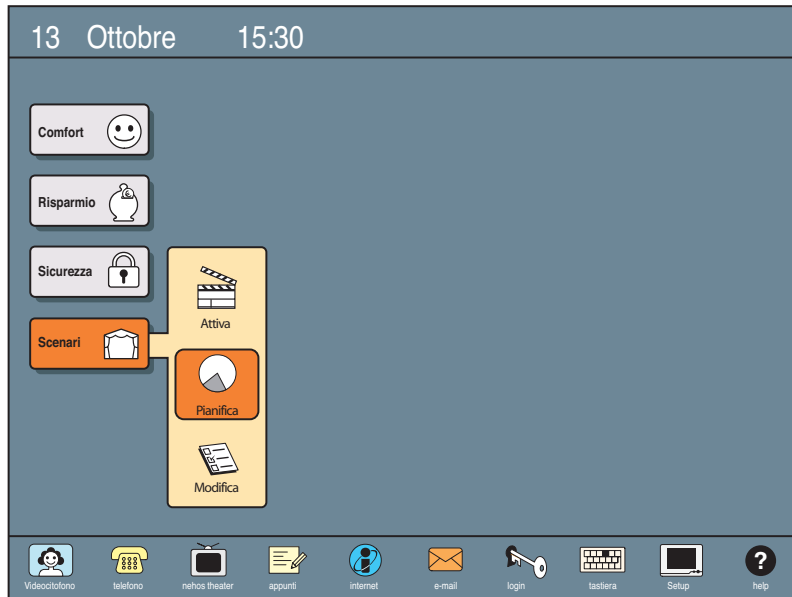 13 Ottobre 15:30
Comfort
Risparmio
Sicurezza
Scenari
Attiva
Pianifica
Modifica
Videocitofono telefono nehos theater appunti internet e-mail login tastiera Setup help